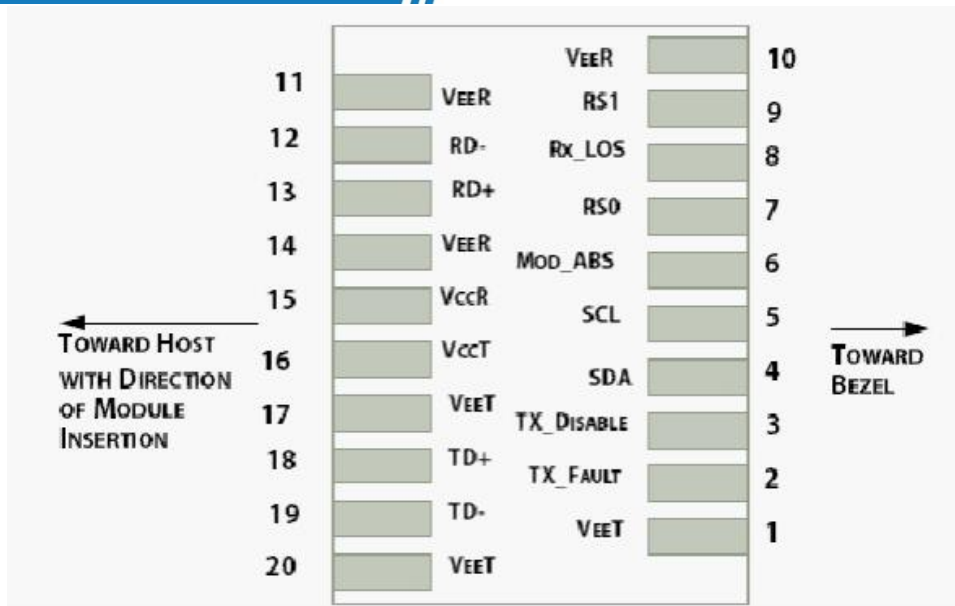 11
VEER
12
RD-
13
RD+
14
VEER
15
VccR
16
VccT
17
VEET
18
TD+
19
TD-
20
VEET
VEER
10
RS1
9
RX_LOS
8
RS0
7
MOD_ABS
6
SCL
5
SDA
4
TX_DISABLE
3
TX_FAULT
2
VEET
1
TOWARD HOST
WITH DIRECTION
OF MODULE
INSERTION
TOWARD
BEZEL